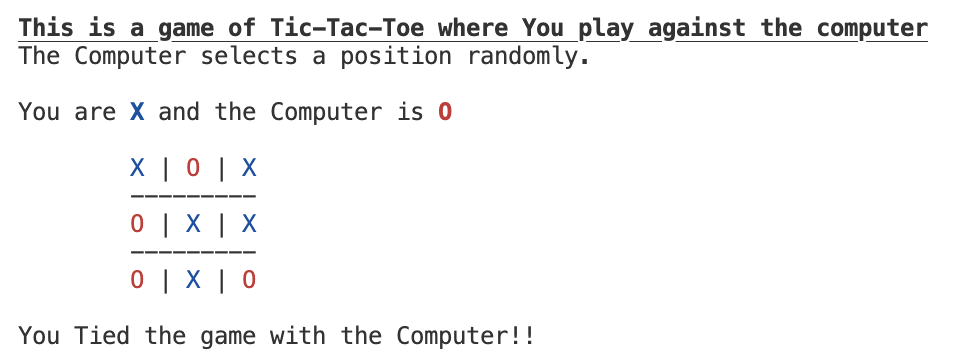 This is a game of Tic-Tac-Toe where You play against the computer
The Computer selects a position randomly.
You are X and the Computer is O
X | O | X
---------
O | X | X
---------
O | X | O
You Tied the game with the Computer!!